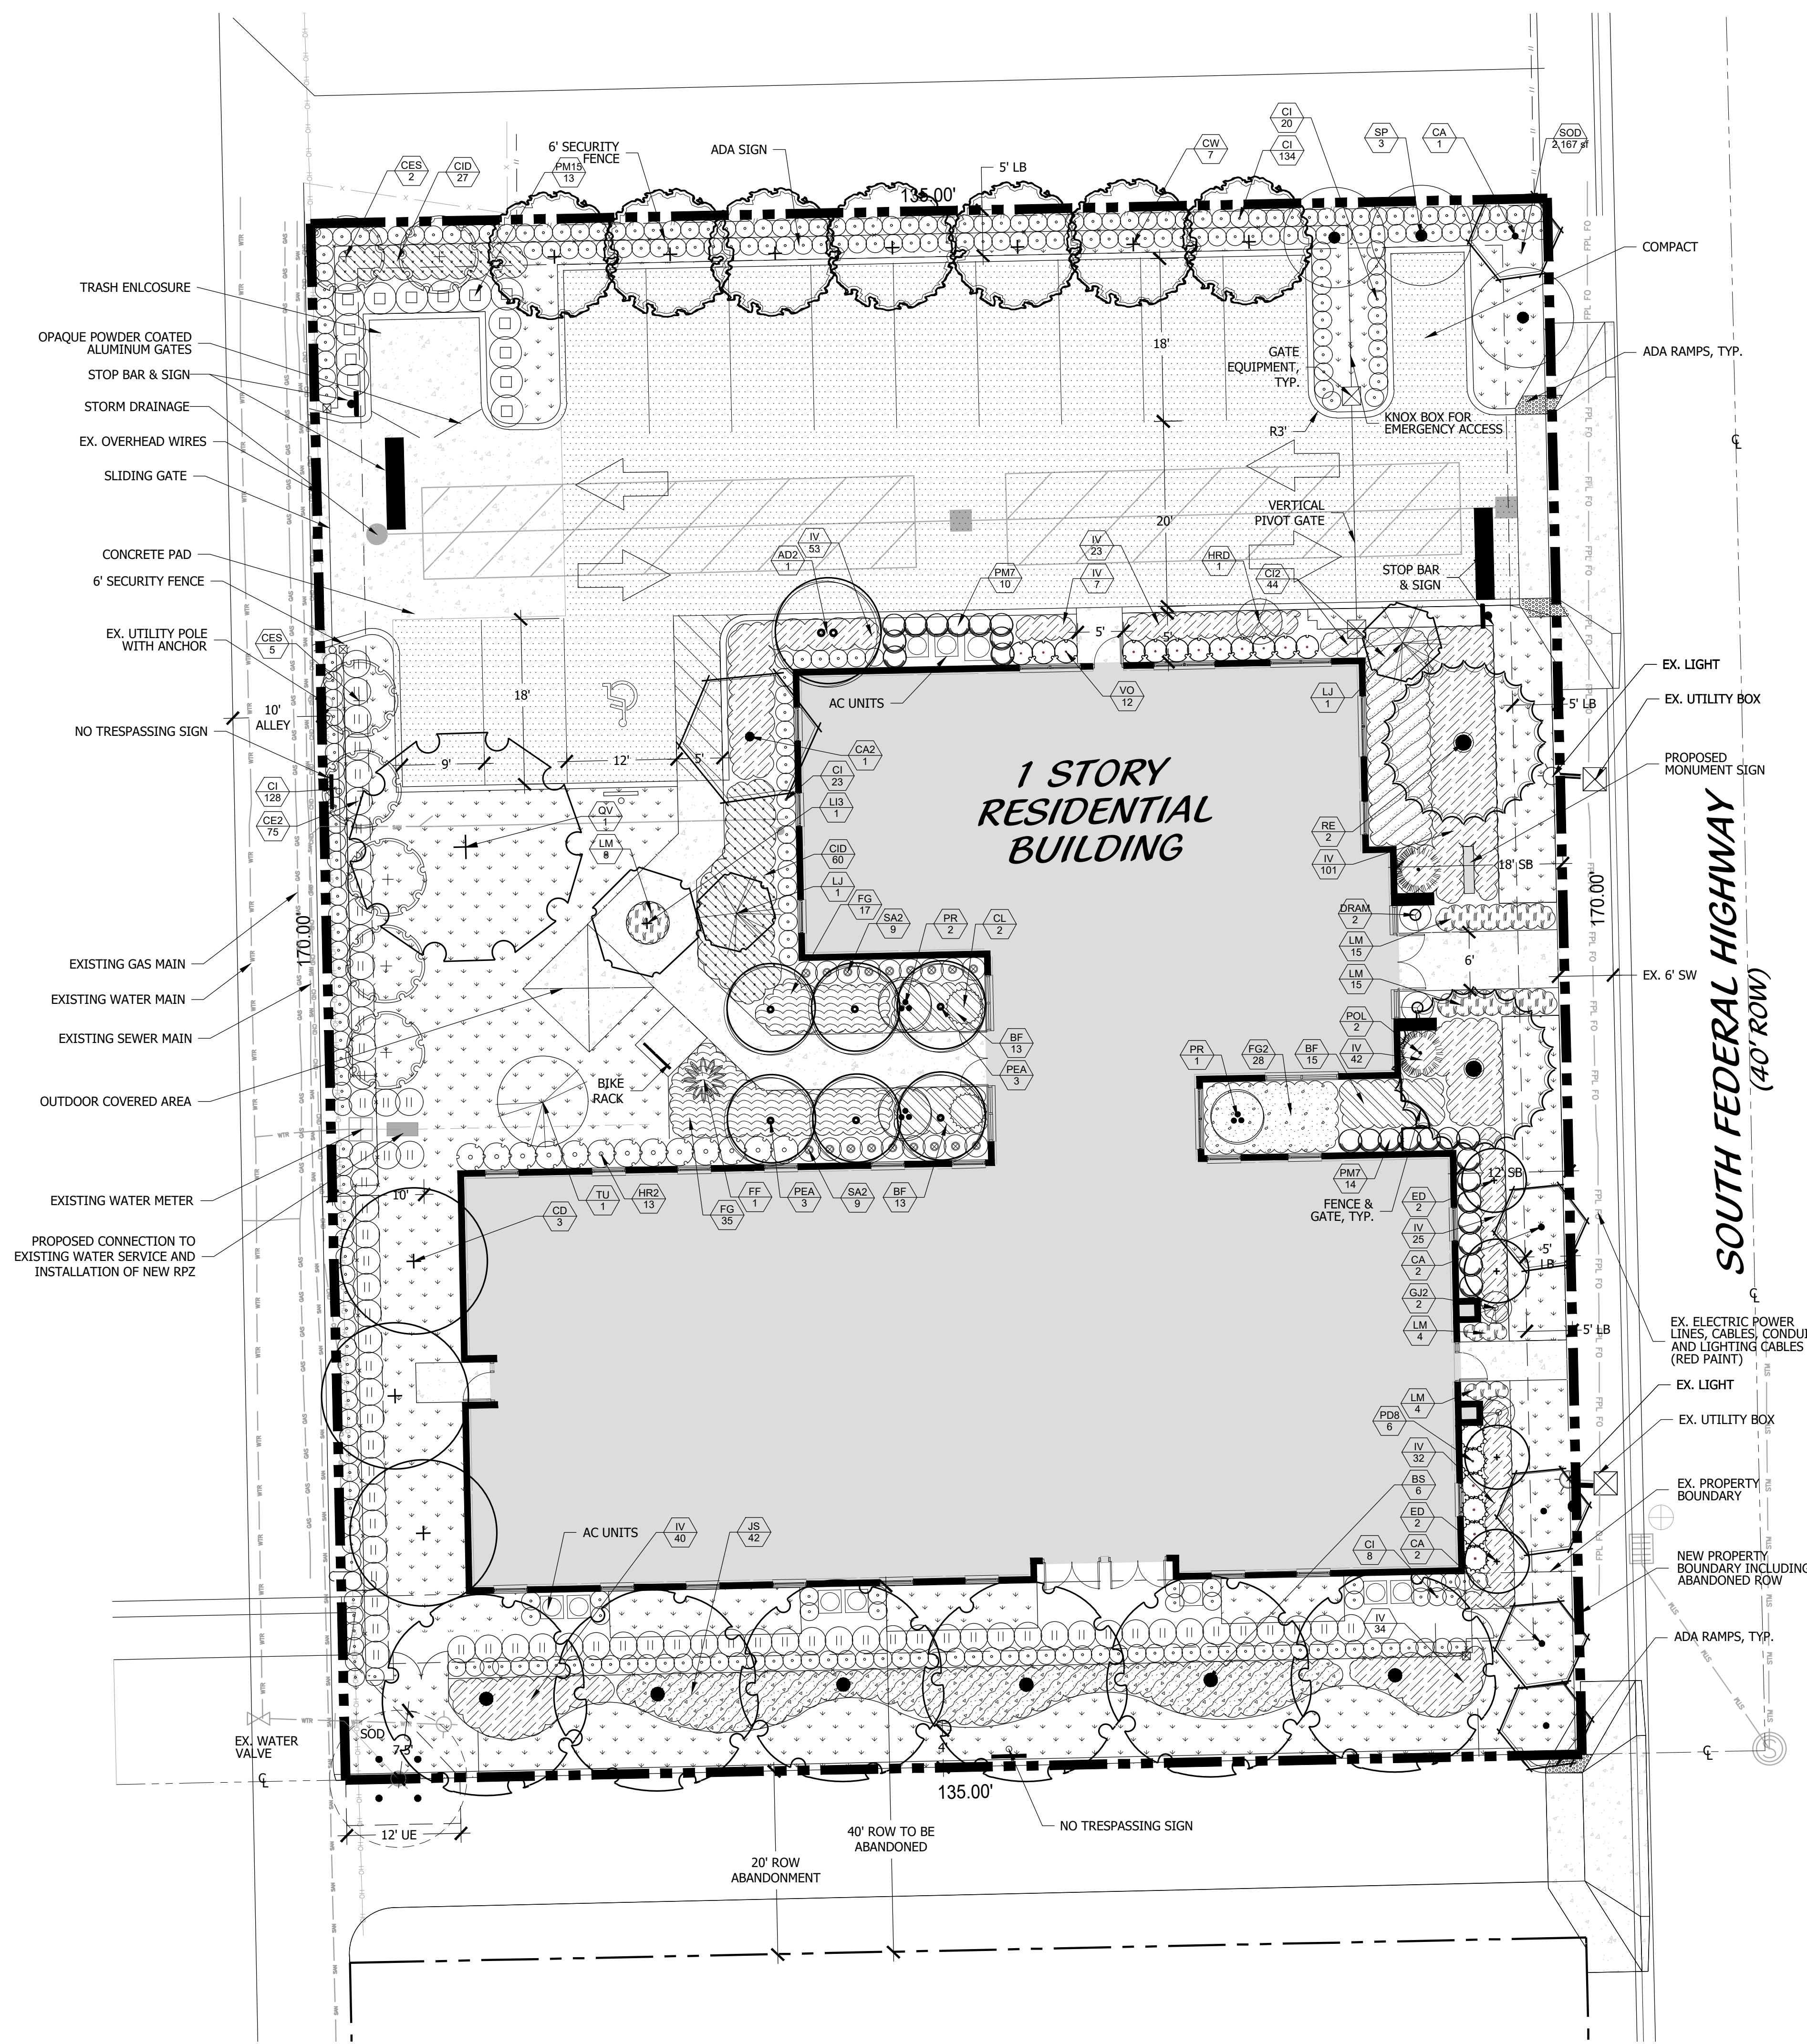 CI
20
CI
134
SP
3
CA
1
SOD
2,167 sf
CW
7
6' SECURITY
FENCE
ADA SIGN
5' LB
CES
2
CID
27
PM15
13
135.00'
COMPACT
TRASH ENLCOSURE
OPAQUE POWDER COATED
ALUMINUM GATES
STOP BAR & SIGN
STORM DRAINAGE
EX. OVERHEAD WIRES
SLIDING GATE
CONCRETE PAD
6' SECURITY FENCE
EX. UTILITY POLE
WITH ANCHOR
CES
5
10'
ALLEY
NO TRESPASSING SIGN
CI
128
CE2
75
170.00'
EXISTING GAS MAIN
EXISTING WATER MAIN
EXISTING SEWER MAIN
OUTDOOR COVERED AREA
EXISTING WATER METER
PROPOSED CONNECTION TO
EXISTING WATER SERVICE AND
INSTALLATION OF NEW RPZ
18'
GATE
EQUIPMENT,
TYP.
ADA RAMPS, TYP.
R3'
KNOX BOX FOR
EMERGENCY ACCESS
VERTICAL
PIVOT GATE
20'
STOP BAR
& SIGN
AD2
1
IV
53
PM7
10
IV
23
IV
7
HRD
1
CI2
44
5'
5'
AC UNITS
VO
12
LJ
1
18'
9'
12'
5'
CA2
1
CI
23
LI3
1
QV
1
LM
8
CID
60
LJ
1
FG
17
SA2
9
PR
2
CL
2
1 STORY
RESIDENTIAL
BUILDING
EX. LIGHT
5' LB
EX. UTILITY BOX
PROPOSED
MONUMENT SIGN
RE
2
IV
101
18' SB
DRAM
2
LM
15
6'
LM
15
EX. 6' SW
170.00'
SOUTH FEDERAL HIGHWAY
(40' ROW)
POL
2
BF
13
PEA
3
PR
1
FG2
28
BF
15
IV
42
BIKE
RACK
PM7
14
FENCE &
GATE, TYP.
12' SB
ED
2
IV
25
CA
2
GJ2
2
LM
4
5'
LB
5' LB
10'
CD
3
TU
1
HR2
13
FG
35
FF
1
PEA
3
SA2
9
BF
13
EX. ELECTRIC POWER
LINES, CABLES, CONDUI
AND LIGHTING CABLES
(RED PAINT)
EX. LIGHT
EX. UTILITY BOX
LM
4
PD8
6
IV
32
BS
6
ED
2
CI
8
CA
2
EX. PROPERTY
BOUNDARY
NEW PROPERTY
BOUNDARY INCLUDING
ABANDONED ROW
AC UNITS
IV
40
JS
42
IV
34
ADA RAMPS, TYP.
EX. WATER
VALVE
SOD
7.5'
4'
135.00'
12' UE
NO TRESPASSING SIGN
40' ROW TO BE
ABANDONED
20' ROW
ABANDONMENT